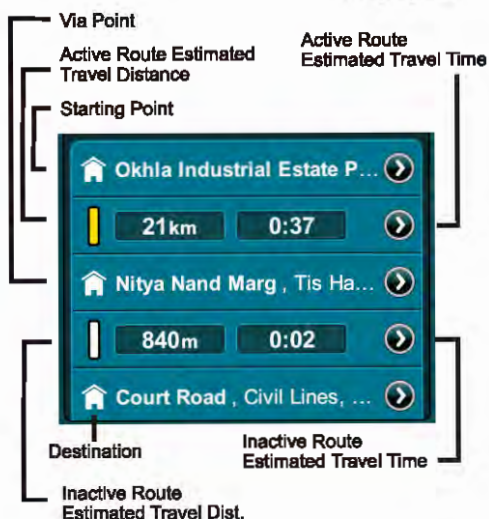 Via Point
Active Route Estimated
Travel Distance
Starting Point
Active Route
Estimated Travel Time
Okhla Industrial Estate P...
21km 0:37
Nitya Nand Marg , Tis Ha...
840m 0:02
Court Road , Civil Lines, ...
Destination
Inactive Route
Estimated Travel Time
Inactive Route
Estimated Travel Dist.